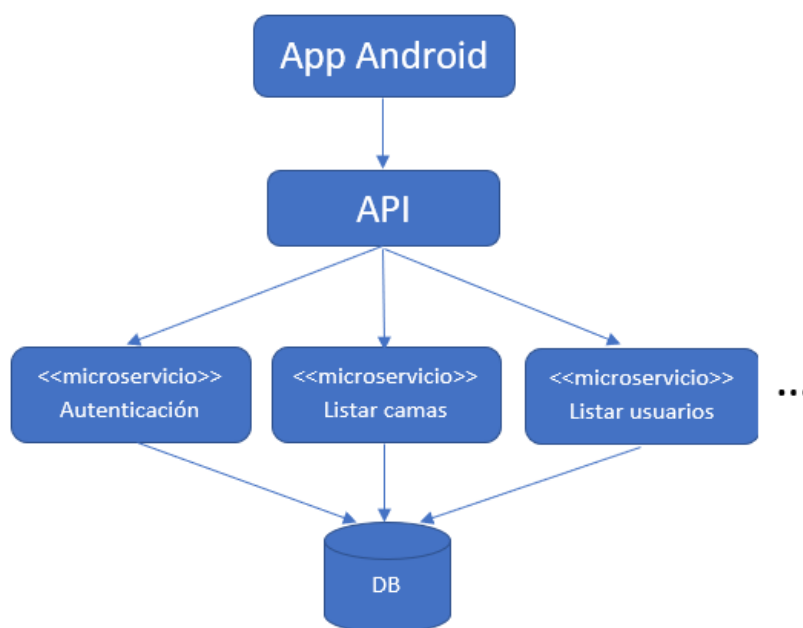 App Android
API
<<microservicio>>
Autenticación
<<microservicio>>
Listar camas
<<microservicio>>
Listar usuarios
...
DB